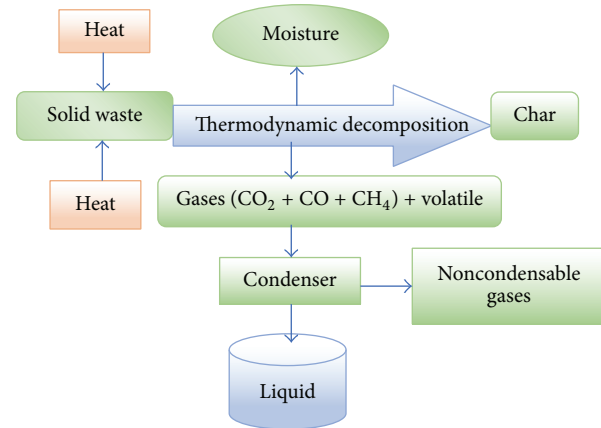 Heat
Moisture
Solid waste
Thermodynamic decomposition
Char
Heat
Gases (CO₂ + CO + CH₄) + volatile
Condenser
Noncondensable
gases
Liquid